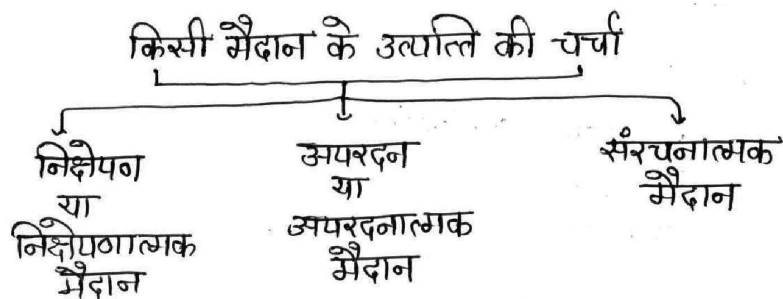 किसी मैदान के उत्पत्ति की चर्चा
निक्षेपण
या
निक्षेपणात्मक
मैदान
अपरदन
या
अपरदनात्मक
मैदान
संरचनात्मक
मैदान